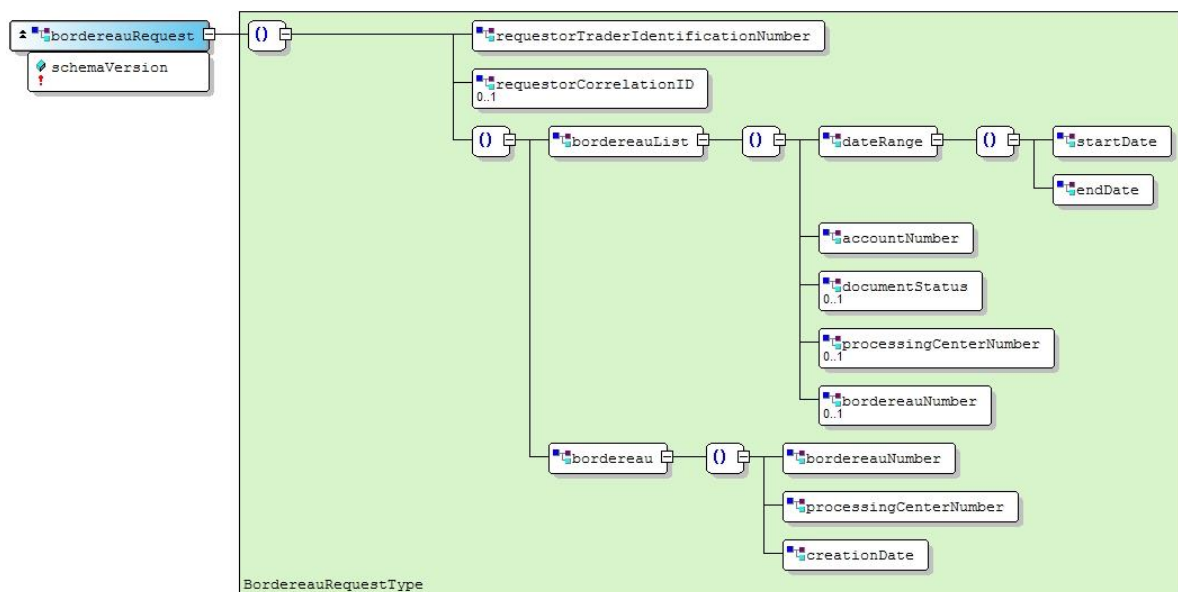 bordereauRequest
schemaVersion
()
requestorTraderIdentificationNumber
requestorCorrelationID
0..1
()
bordereauList
()
dateRange
()
startDate
endDate
accountNumber
documentStatus
0..1
processingCenterNumber
0..1
bordereauNumber
0..1
bordereau
()
bordereauNumber
processingCenterNumber
creationDate
BordereauRequestType